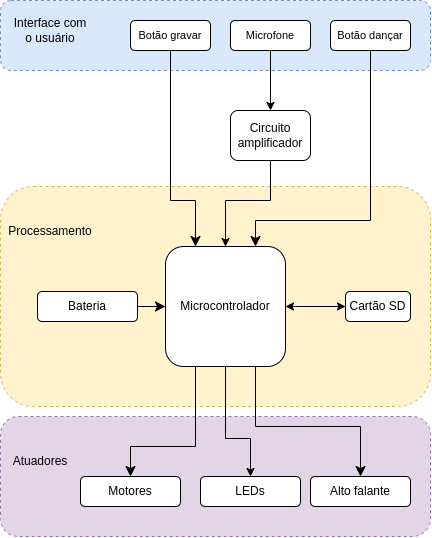 Interface com
o usuário
Botão gravar
Microfone
Botão dançar
Circuito
amplificador
Processamento
Bateria
Microcontrolador
Cartão SD
Atuadores
Motores
LEDs
Alto falante